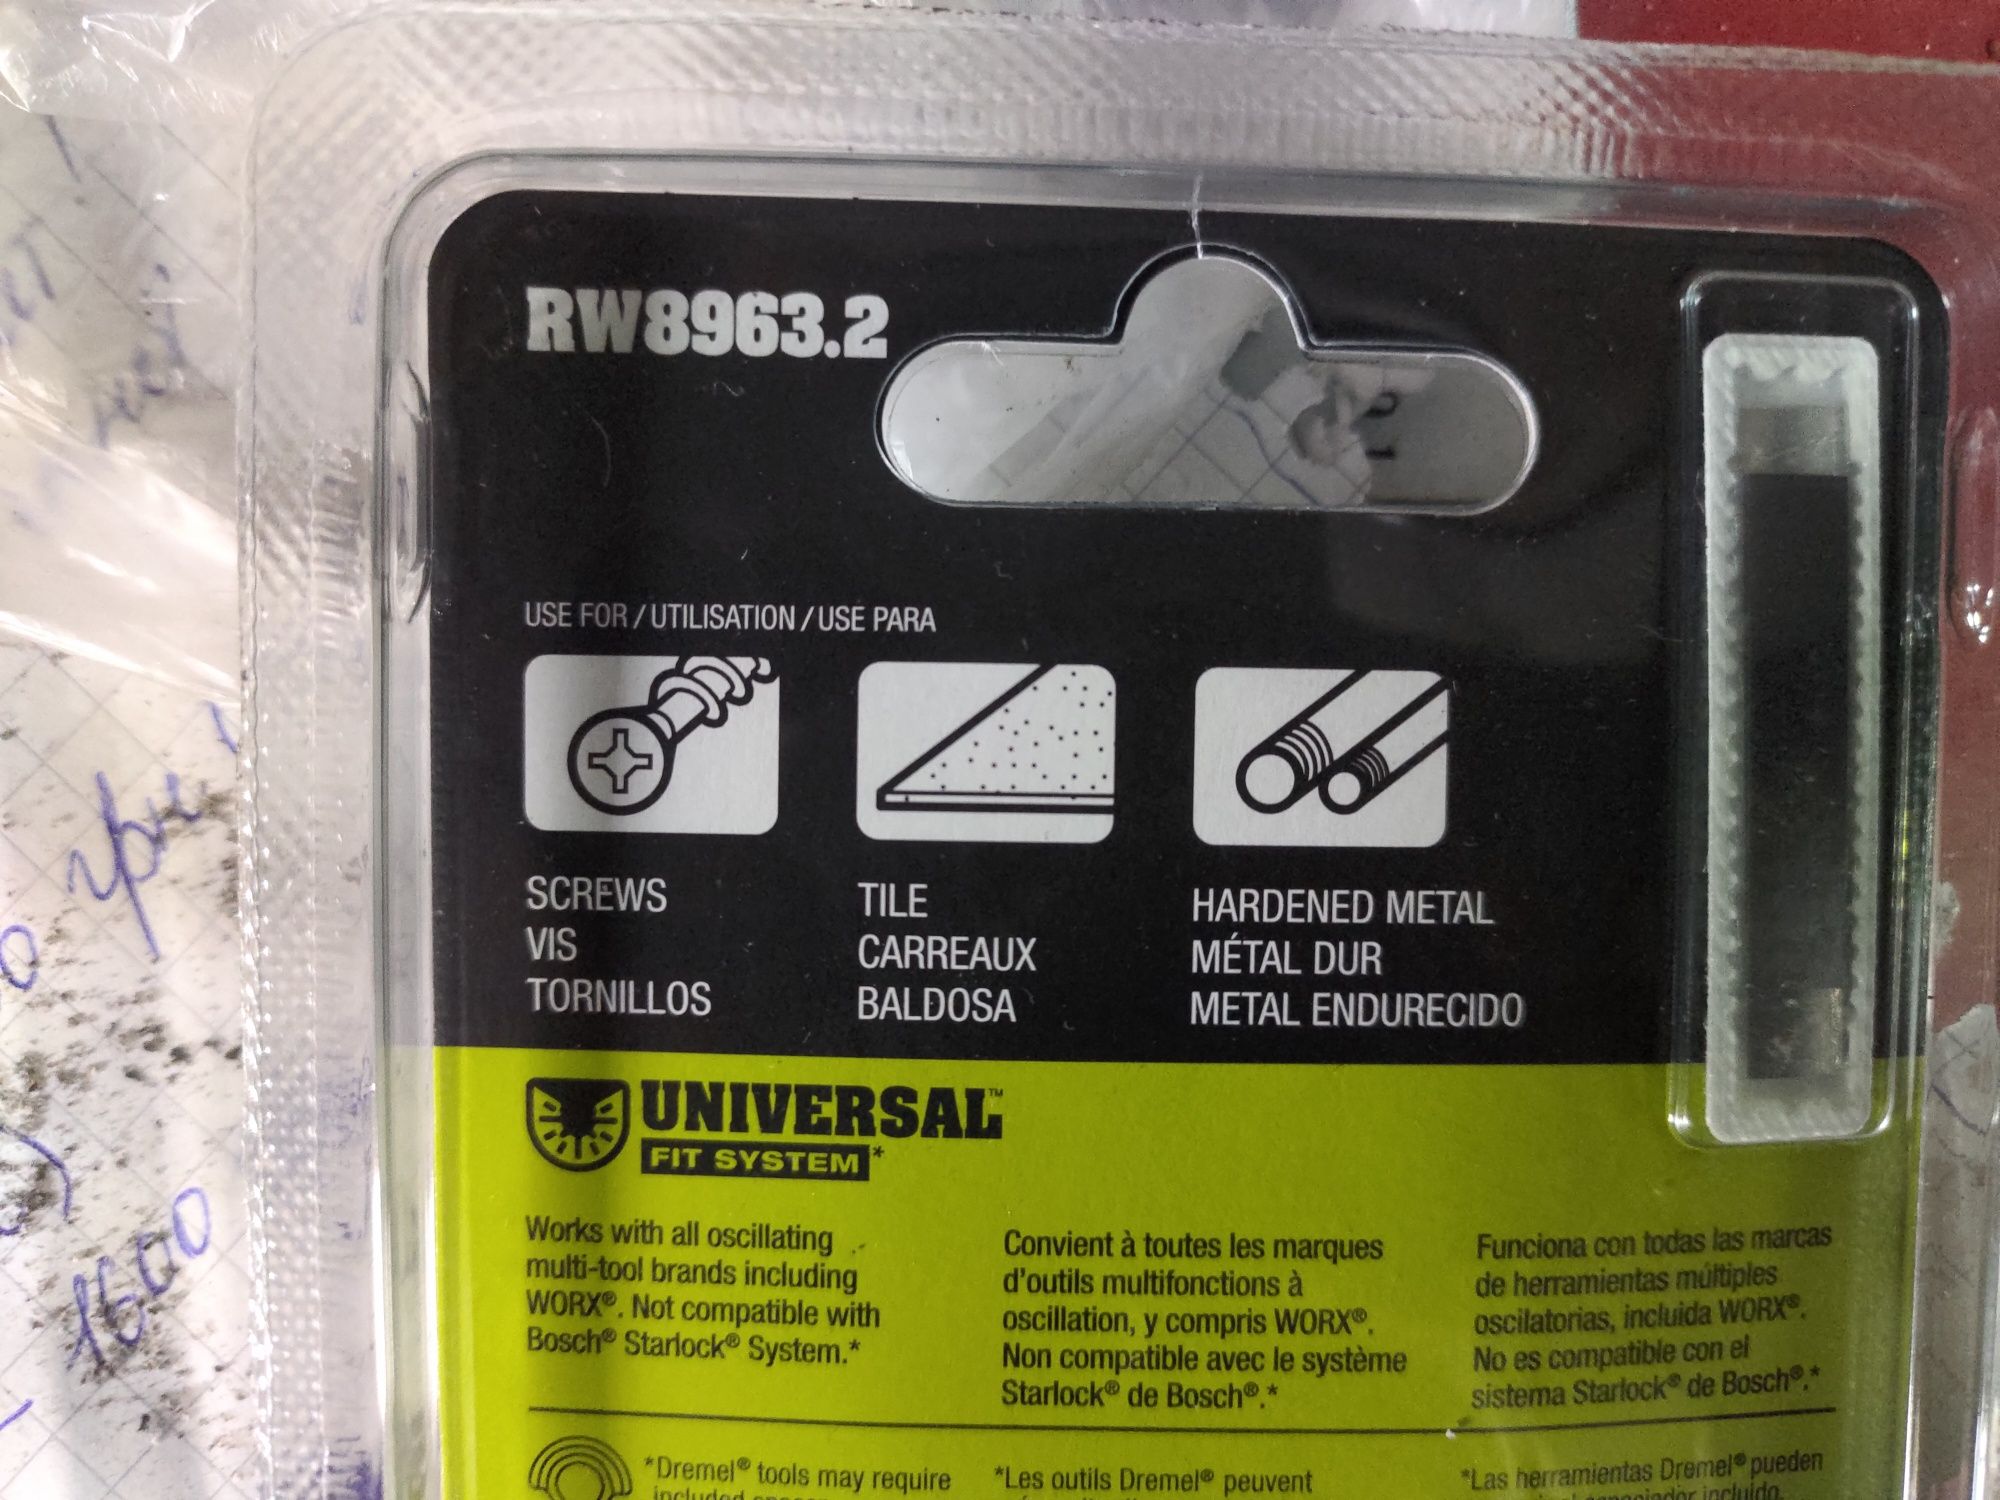 RW8963.2
USE FOR / UTILISATION / USE PARA
SCREWS
VIS
TORNILLOS
TILE
CARREAUX
BALDOSA
HARDENED METAL
MÉTAL DUR
METAL ENDURECIDO
UNIVERSAL™
FIT SYSTEM*
Works with all oscillating
multi-tool brands including
WORX®. Not compatible with
Bosch® Starlock® System.*
Convient à toutes les marques
d'outils multifonctions à
oscillation, y compris WORX®.
Non compatible avec le système
Starlock® de Bosch®.*
Funciona con todas las marcas
de herramientas múltiples
oscilatorias, incluida WORX®.
No es compatible con el
sistema Starlock® de Bosch®.*
*Dremel® tools may require
included
*Les outils Dremel® peuvent
*Las herramientas Dremel® pueden
incluido.
грн.
1600